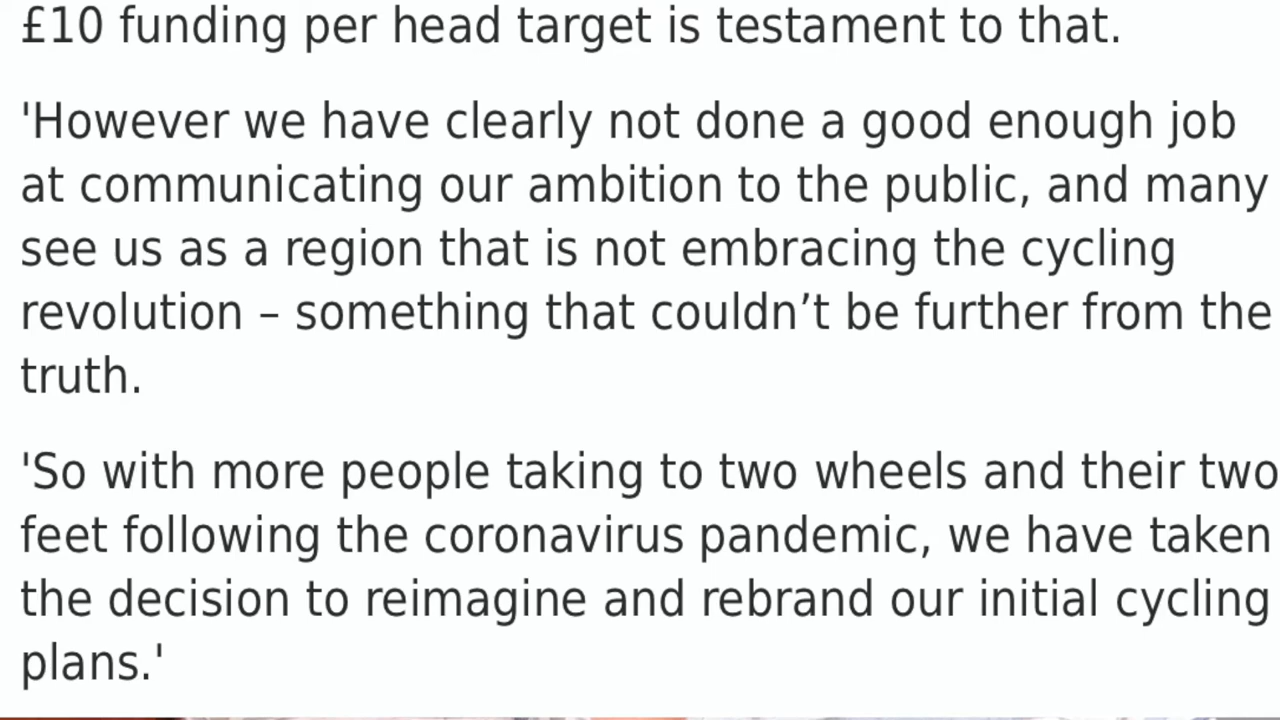 £10 funding per head target is testament to that.
'However we have clearly not done a good enough job
at communicating our ambition to the public, and many
see us as a region that is not embracing the cycling
revolution – something that couldn’t be further from the
truth.
'So with more people taking to two wheels and their two
feet following the coronavirus pandemic, we have taken
the decision to reimagine and rebrand our initial cycling
plans.'